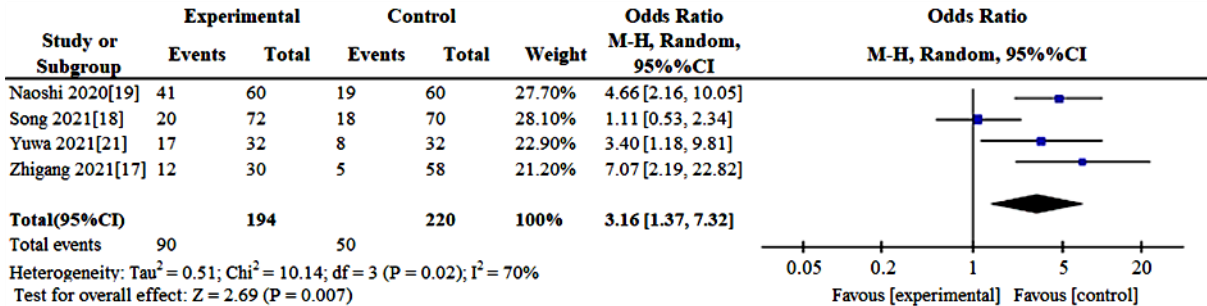 Experimental Control Odds Ratio Odds Ratio
Study or Subgroup Events Total Events Total Weight M-H, Random, 95%%CI M-H, Random, 95%%CI
Naoshi 2020[19] 41 60 19 60 27.70% 4.66 [2.16, 10.05]
Song 2021[18] 20 72 18 70 28.10% 1.11 [0.53, 2.34]
Yuwa 2021[21] 17 32 8 32 22.90% 3.40 [1.18, 9.81]
Zhigang 2021[17] 12 30 5 58 21.20% 7.07 [2.19, 22.82]
Total(95%CI) 194 220 100% 3.16 [1.37, 7.32]
Total events 90 50
Heterogeneity: Tau² = 0.51; Chi² = 10.14; df = 3 (P = 0.02); I² = 70%
Test for overall effect: Z = 2.69 (P = 0.007)
0.05 0.2 1 5 20
Favous [experimental] Favous [control]